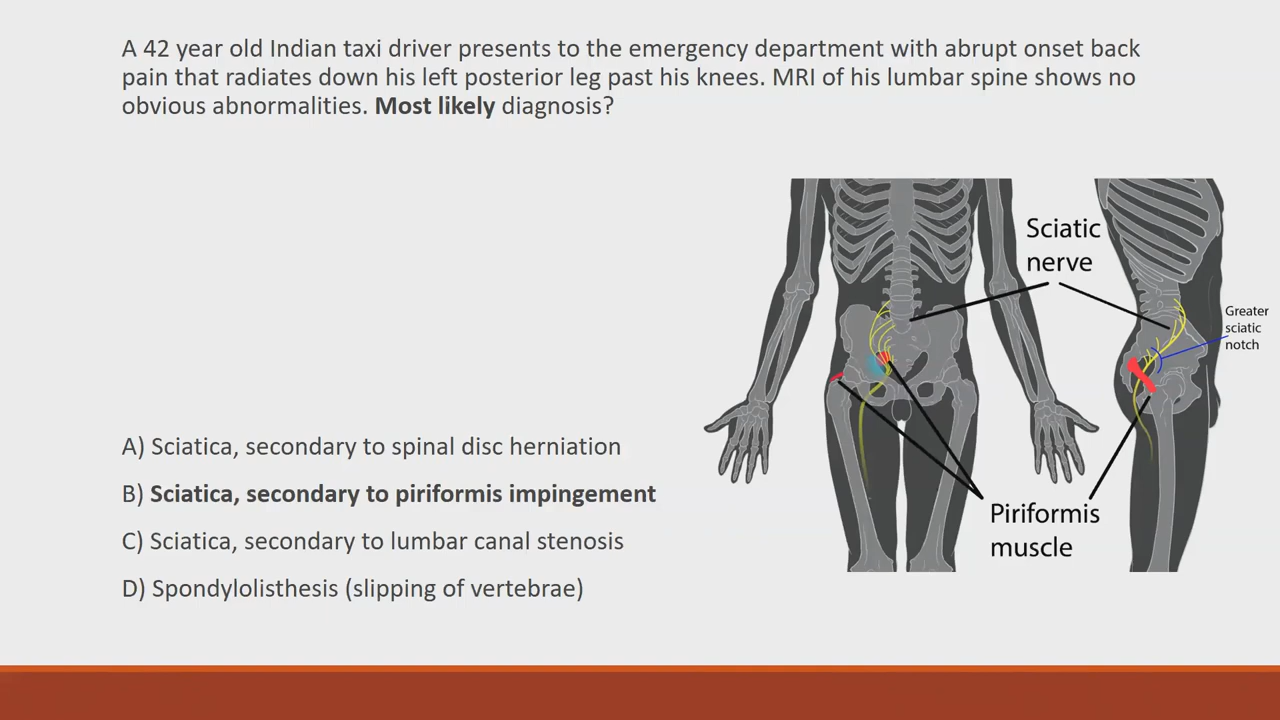 A 42 year old Indian taxi driver presents to the emergency department with abrupt onset back
pain that radiates down his left posterior leg past his knees. MRI of his lumbar spine shows no
obvious abnormalities. Most likely diagnosis?
Sciatic
nerve
Greater
sciatic
notch
Piriformis
muscle
A) Sciatica, secondary to spinal disc herniation
B) Sciatica, secondary to piriformis impingement
C) Sciatica, secondary to lumbar canal stenosis
D) Spondylolisthesis (slipping of vertebrae)